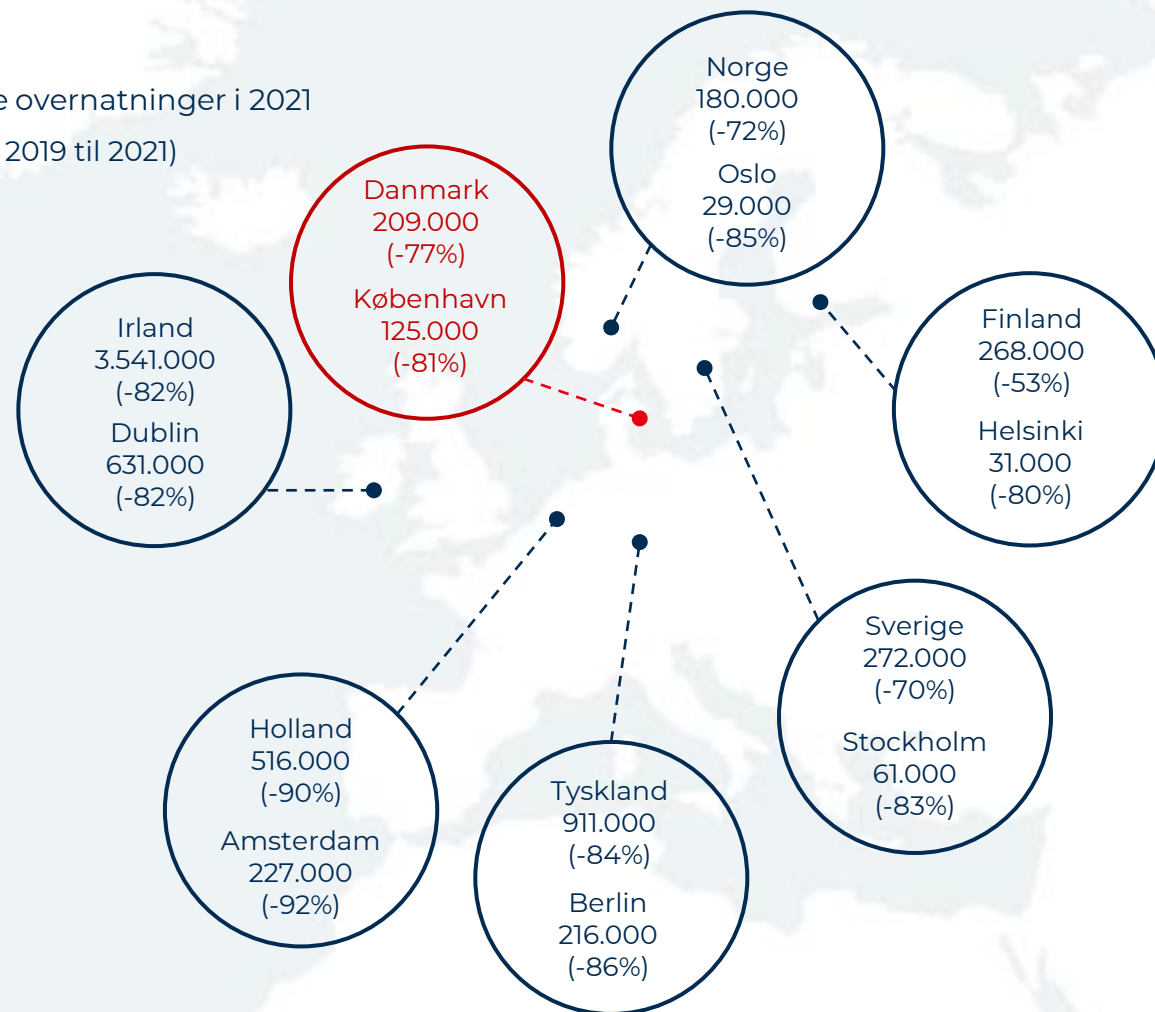 overnatninger i 2021
2019 til 2021)
Norge
180.000
(-72%)
Oslo
29.000
(-85%)
Danmark
209.000
(-77%)
København
125.000
(-81%)
Irland
3.541.000
(-82%)
Dublin
631.000
(-82%)
Finland
268.000
(-53%)
Helsinki
31.000
(-80%)
Sverige
272.000
(-70%)
Stockholm
61.000
(-83%)
Holland
516.000
(-90%)
Amsterdam
227.000
(-92%)
Tyskland
911.000
(-84%)
Berlin
216.000
(-86%)